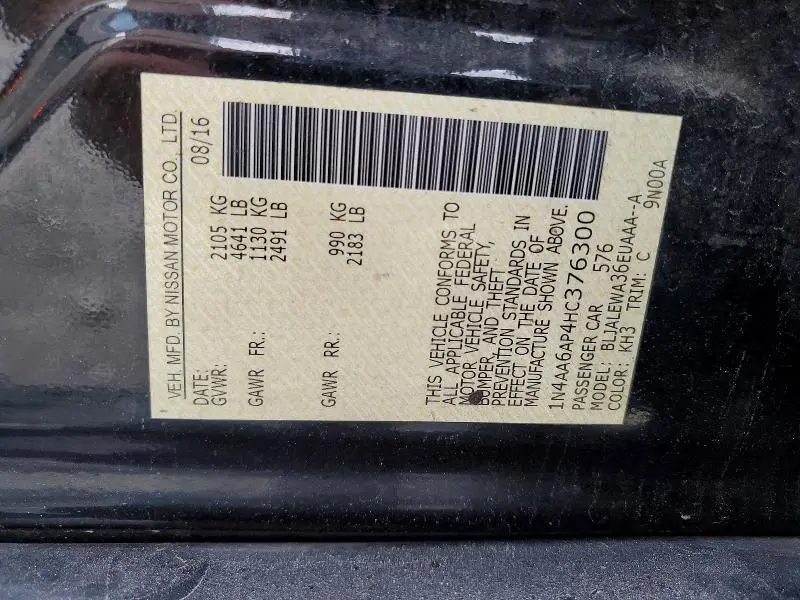 VEH. MFD. BY NISSAN MOTOR CO., LTD.
DATE: 08/16
GVWR: 2105 KG
4641 LB
GAWR FR.: 1130 KG
2491 LB
GAWR RR.: 990 KG
2183 LB
THIS VEHICLE CONFORMS TO
ALL APPLICABLE FEDERAL
MOTOR VEHICLE SAFETY,
BUMPER, AND THEFT
PREVENTION STANDARDS IN
EFFECT ON THE DATE OF
MANUFACTURE SHOWN ABOVE.
1N4AA6AP4HC376300
PASSENGER CAR 576
MODEL: BLJALEWA36EUAAA--A
COLOR: KH3 TRIM: C 9N00A